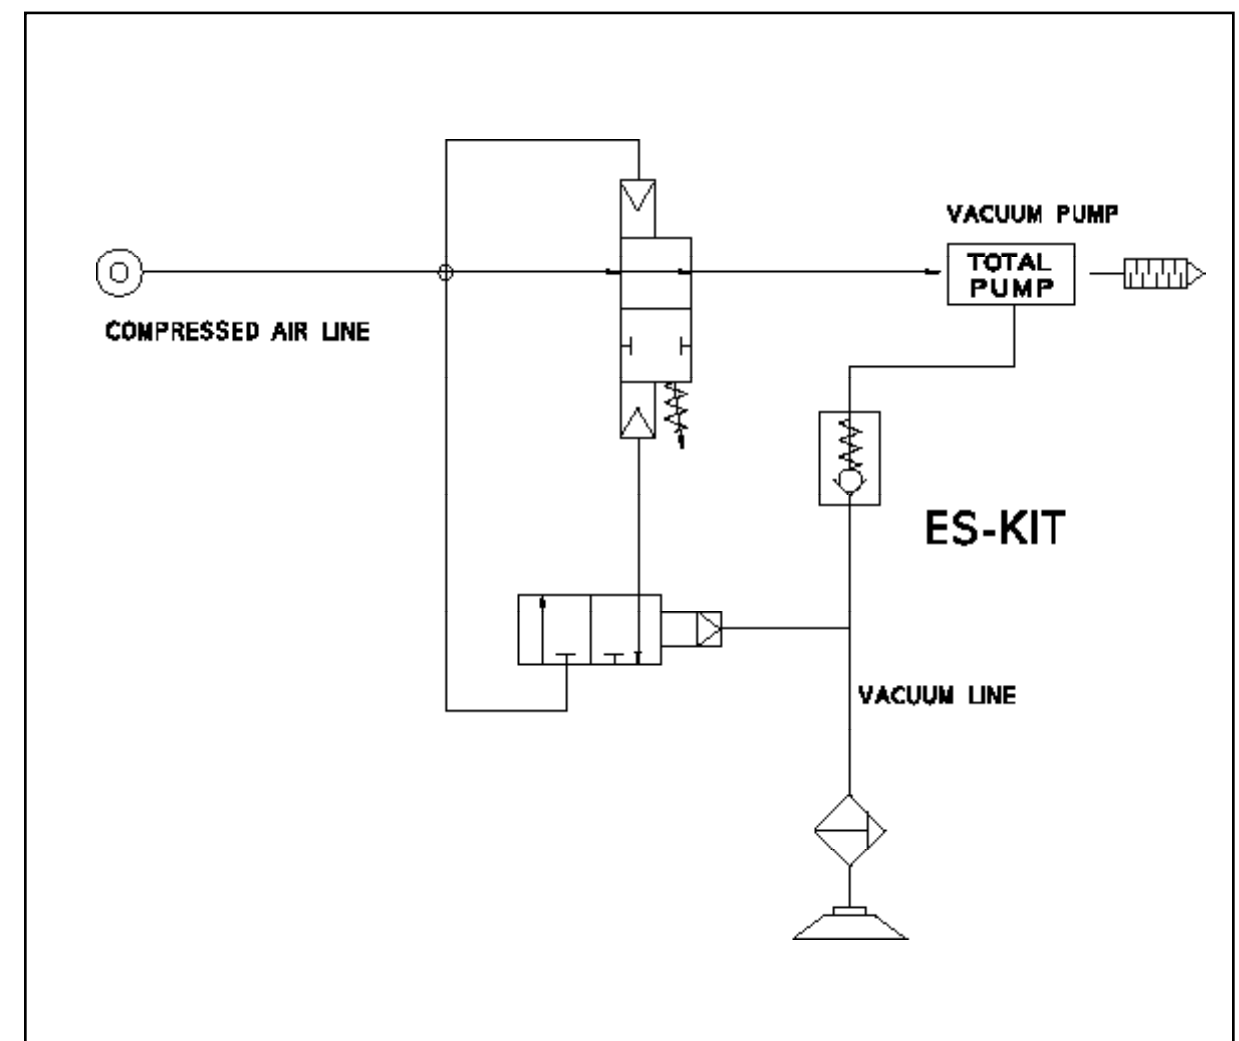 VACUUM PUMP
TOTAL
PUMP
COMPRESSED AIR LINE
ES-KIT
VACUUM LINE